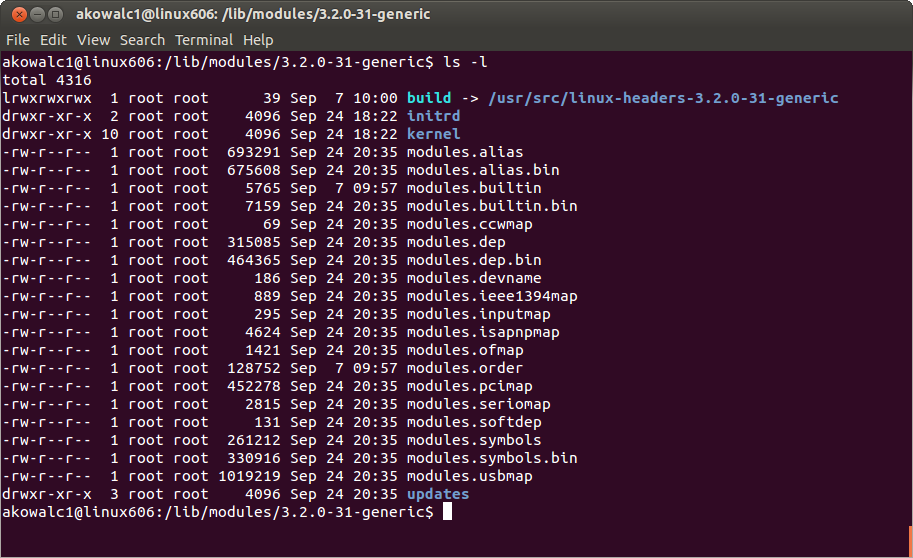 akowalc1@linux606: /lib/modules/3.2.0-31-generic
File Edit View Search Terminal Help
akowalc1@linux606:/lib/modules/3.2.0-31-generic$ ls -l
total 4316
lrwxrwxrwx  1 root root      39 Sep  7 10:00 build -> /usr/src/linux-headers-3.2.0-31-generic
drwxr-xr-x  2 root root    4096 Sep 24 18:22 initrd
drwxr-xr-x 10 root root    4096 Sep 24 18:22 kernel
-rw-r--r--  1 root root  693291 Sep 24 20:35 modules.alias
-rw-r--r--  1 root root  675608 Sep 24 20:35 modules.alias.bin
-rw-r--r--  1 root root    5765 Sep  7 09:57 modules.builtin
-rw-r--r--  1 root root    7159 Sep 24 20:35 modules.builtin.bin
-rw-r--r--  1 root root      69 Sep 24 20:35 modules.ccwmap
-rw-r--r--  1 root root  315085 Sep 24 20:35 modules.dep
-rw-r--r--  1 root root  464365 Sep 24 20:35 modules.dep.bin
-rw-r--r--  1 root root     186 Sep 24 20:35 modules.devname
-rw-r--r--  1 root root     889 Sep 24 20:35 modules.ieee1394map
-rw-r--r--  1 root root     295 Sep 24 20:35 modules.inputmap
-rw-r--r--  1 root root    4624 Sep 24 20:35 modules.isapnpmap
-rw-r--r--  1 root root    1421 Sep 24 20:35 modules.ofmap
-rw-r--r--  1 root root  128752 Sep  7 09:57 modules.order
-rw-r--r--  1 root root  452278 Sep 24 20:35 modules.pcimap
-rw-r--r--  1 root root    2815 Sep 24 20:35 modules.seriomap
-rw-r--r--  1 root root     131 Sep 24 20:35 modules.softdep
-rw-r--r--  1 root root  261212 Sep 24 20:35 modules.symbols
-rw-r--r--  1 root root  330916 Sep 24 20:35 modules.symbols.bin
-rw-r--r--  1 root root 1019219 Sep 24 20:35 modules.usbmap
drwxr-xr-x  3 root root    4096 Sep 24 20:35 updates
akowalc1@linux606:/lib/modules/3.2.0-31-generic$